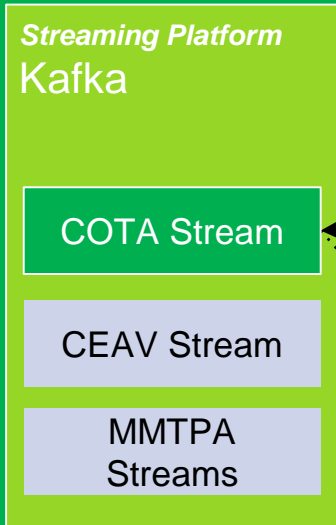 Streaming Platform
Kafka
COTA Stream
CEAV Stream
MMTPA
Streams